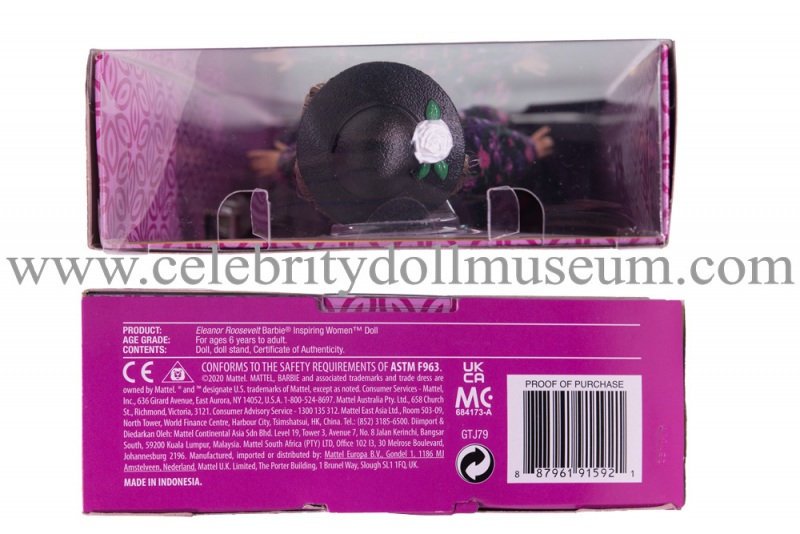 www.celebritydollmuseum.com
PRODUCT: Eleanor Roosevelt Barbie® Inspiring Women™ Doll
AGE GRADE: For ages 6 years to adult.
CONTENTS: Doll, doll stand, Certificate of Authenticity.
CE CONFORMS TO THE SAFETY REQUIREMENTS OF ASTM F963.
©2020 Mattel. MATTEL, BARBIE and associated trademarks and trade dress are
owned by Mattel. ® and ™ designate U.S. trademarks of Mattel, except as noted. Consumer Services - Mattel,
Inc., 636 Girard Avenue, East Aurora, NY 14052, U.S.A. 1-800-524-8697. Mattel Australia Pty. Ltd., 658 Church
St., Richmond, Victoria, 3121. Consumer Advisory Service - 1300 135 312. Mattel East Asia Ltd., Room 503-09,
North Tower, World Finance Centre, Harbour City, Tsimshatsui, HK, China. Tel.: (852) 3185-6500. Diimport &
Diedarkan Oleh: Mattel Continental Asia Sdn Bhd. Level 19, Tower 3, Avenue 7, No. 8 Jalan Kerinchi, Bangsar
South, 59200 Kuala Lumpur, Malaysia. Mattel South Africa (PTY) LTD, Office 102 I3, 30 Melrose Boulevard,
Johannesburg 2196. Manufactured, distributed or imported by: Mattel Europa B.V., Gondel 1, 1186 MJ
Amstelveen, Nederland. Mattel U.K. Limited, The Porter Building, 1 Brunel Way, Slough SL1 1FQ, UK.
MADE IN INDONESIA.
UK
CA
MC
684173-A
GTJ79
PROOF OF PURCHASE
8 87961 91592 1